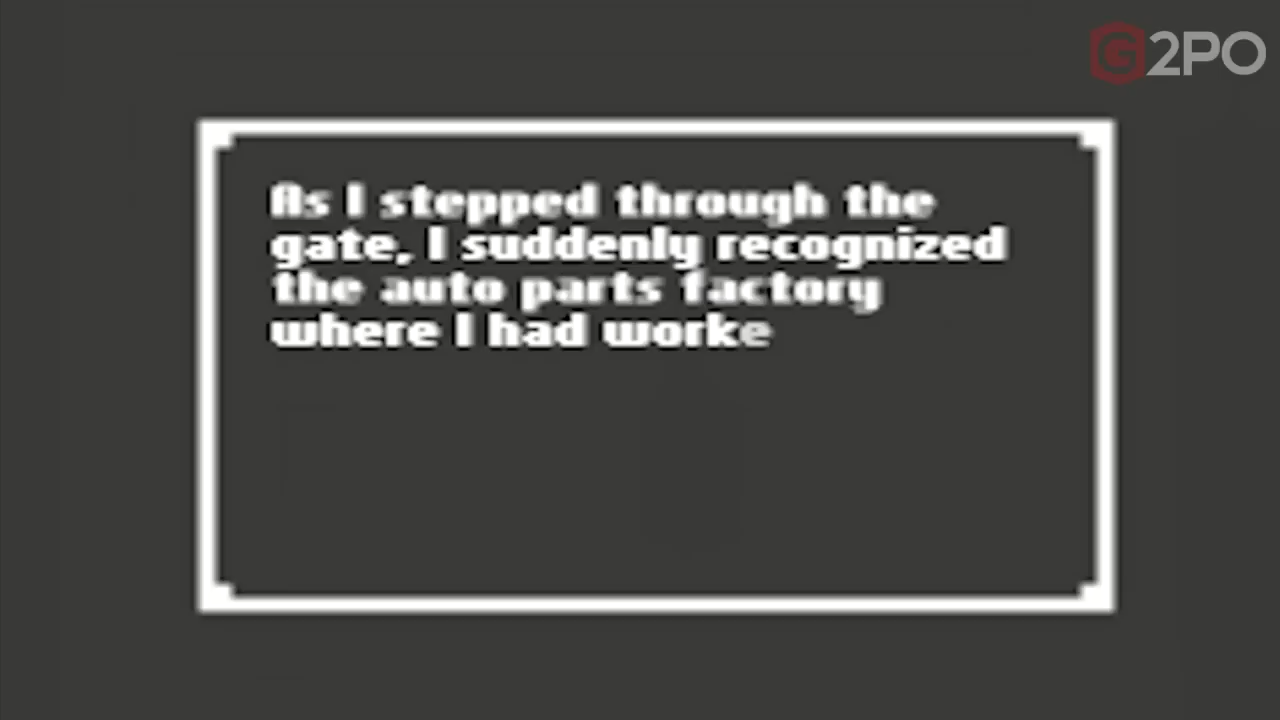 G2PO
As I stepped through the
gate, I suddenly recognized
the auto parts factory
where I had worke